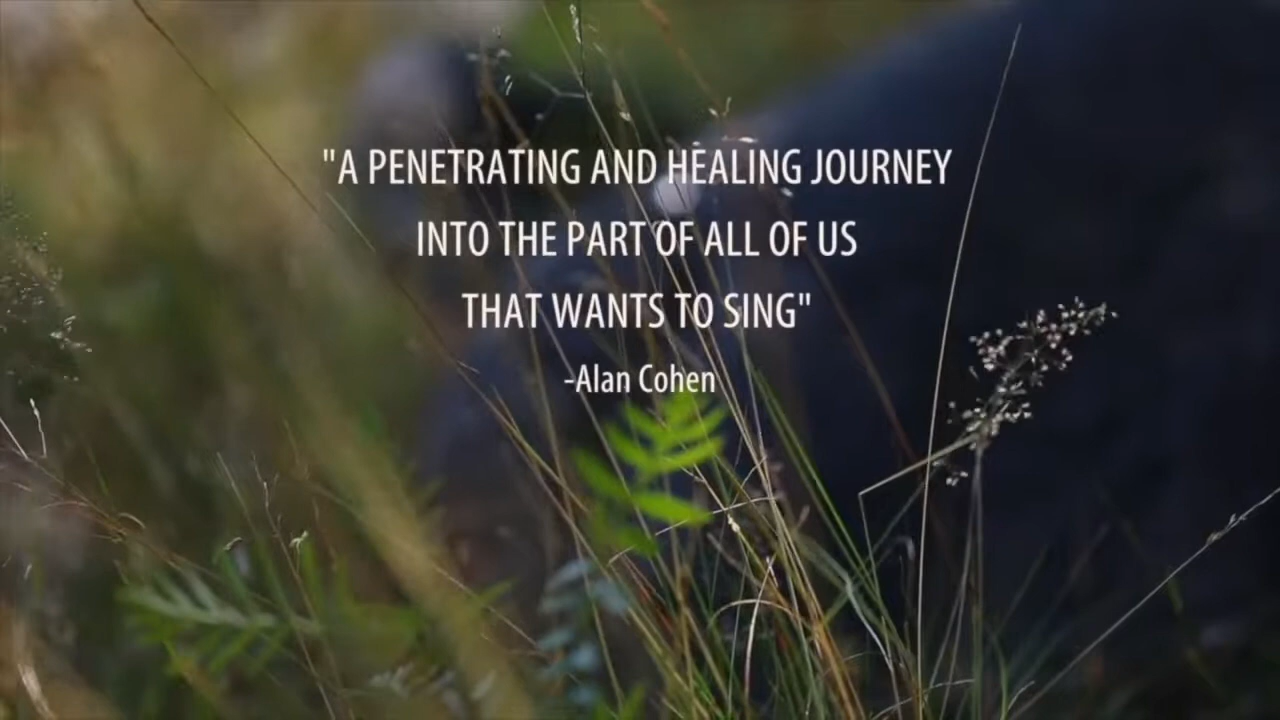 "A PENETRATING AND HEALING JOURNEY
INTO THE PART OF ALL OF US
THAT WANTS TO SING"
-Alan Cohen